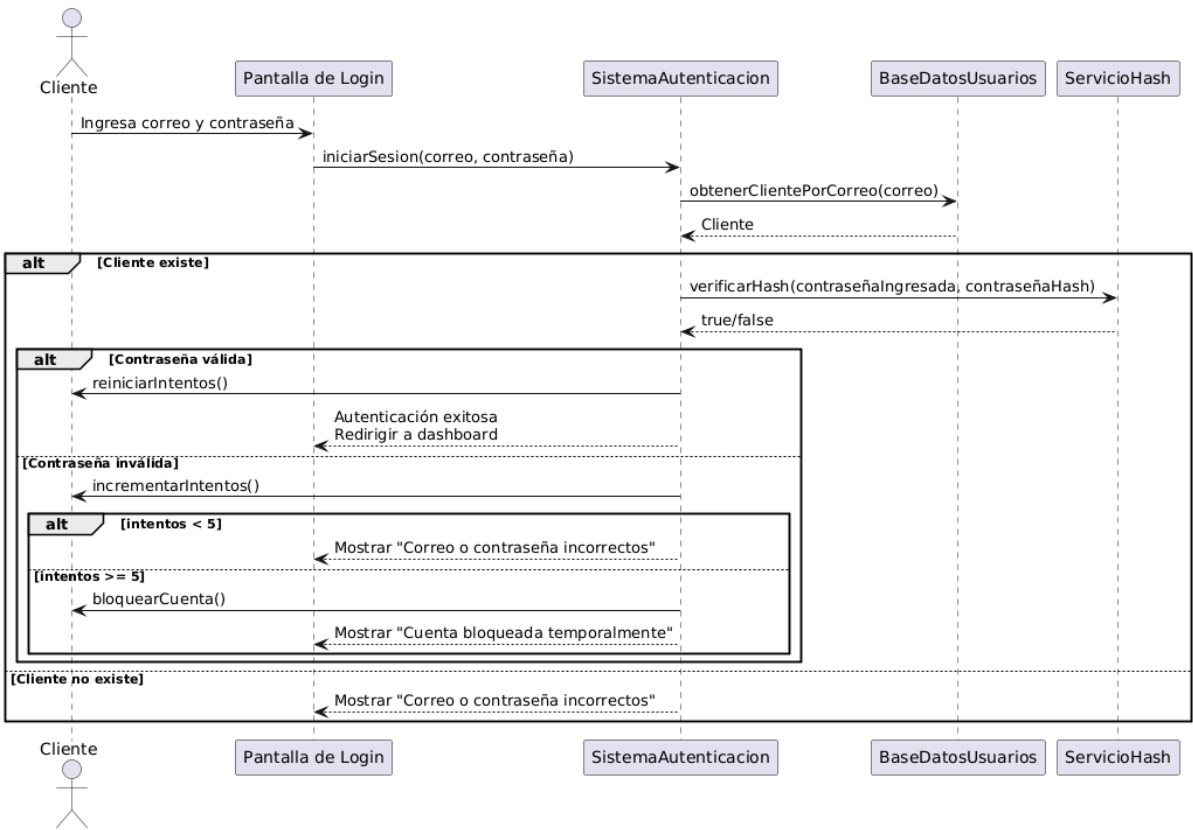 Cliente
Pantalla de Login
SistemaAutenticacion
BaseDatosUsuarios
ServicioHash
Ingresa correo y contraseña
iniciarSesion(correo, contraseña)
obtenerClientePorCorreo(correo)
Cliente
alt
[Cliente existe]
verificarHash(contraseñaIngresada, contraseñaHash)
true/false
alt
[Contraseña válida]
reiniciarIntentos()
Autenticación exitosa
Redirigir a dashboard
[Contraseña inválida]
incrementarIntentos()
alt
[intentos < 5]
Mostrar "Correo o contraseña incorrectos"
[intentos >= 5]
bloquearCuenta()
Mostrar "Cuenta bloqueada temporalmente"
[Cliente no existe]
Mostrar "Correo o contraseña incorrectos"
Cliente
Pantalla de Login
SistemaAutenticacion
BaseDatosUsuarios
ServicioHash